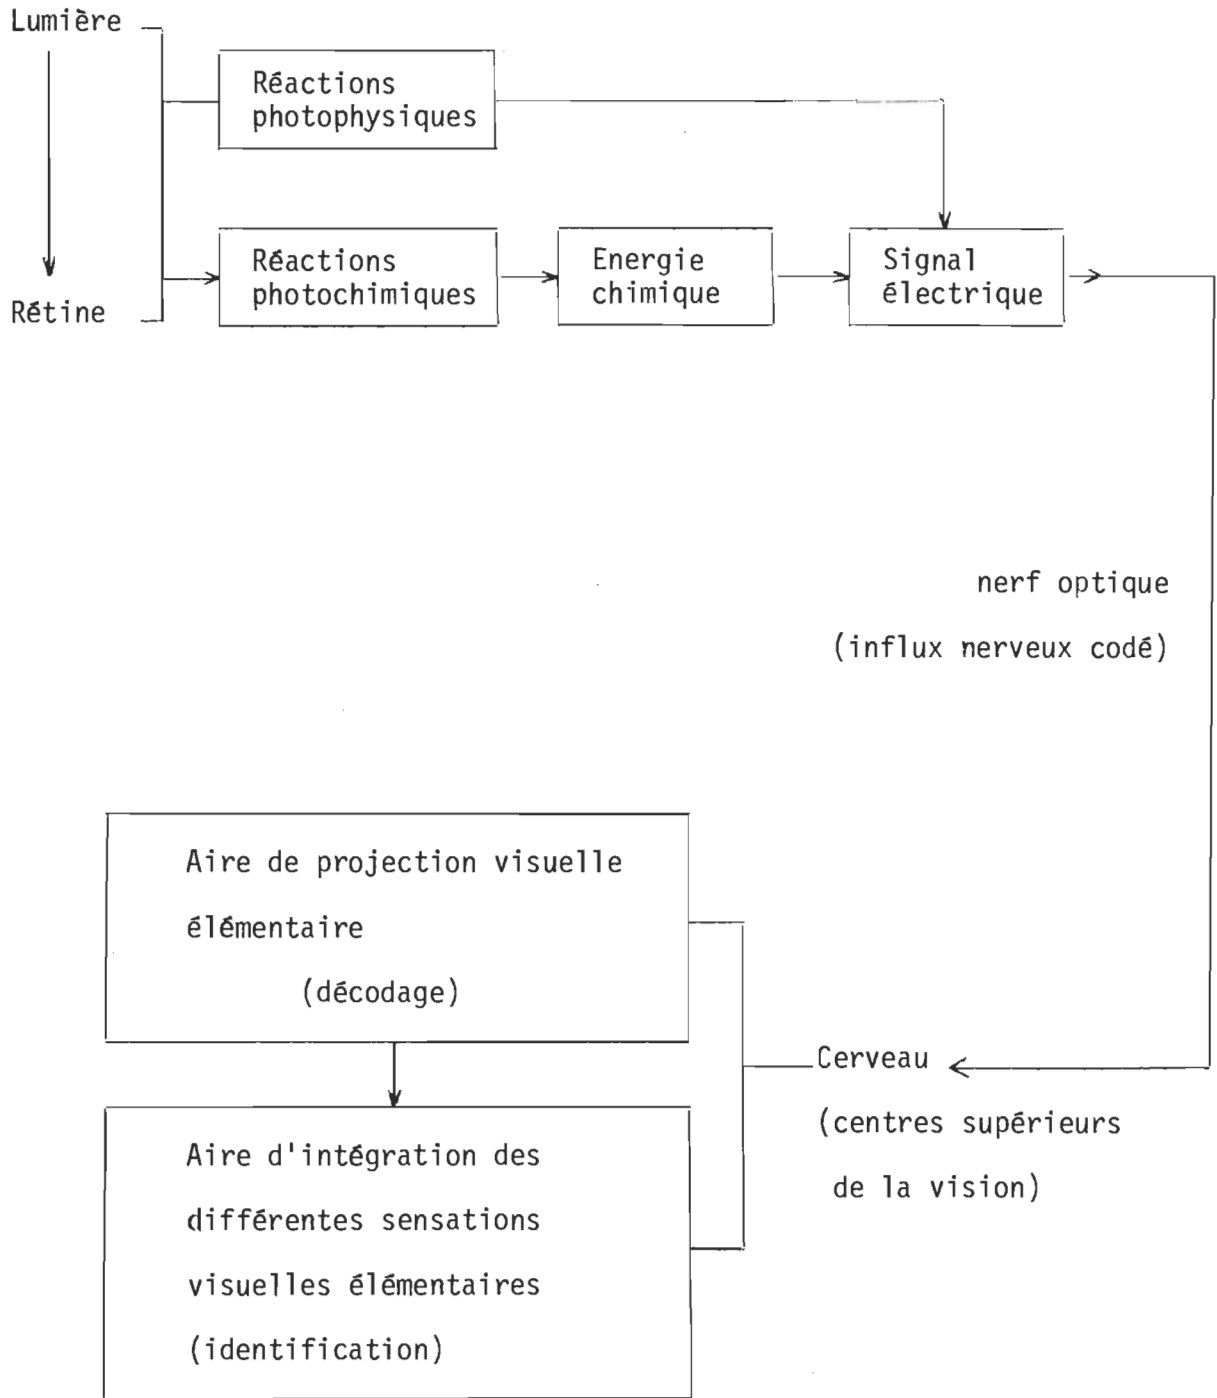 Lumière
Réactions
photophysiques
Réactions
photochimiques
Energie
chimique
Signal
électrique
Rétine
nerf optique
(influx nerveux codé)
Aire de projection visuelle
élémentaire
(décodage)
Cerveau
(centres supérieurs
de la vision)
Aire d'intégration des
différentes sensations
visuelles élémentaires
(identification)